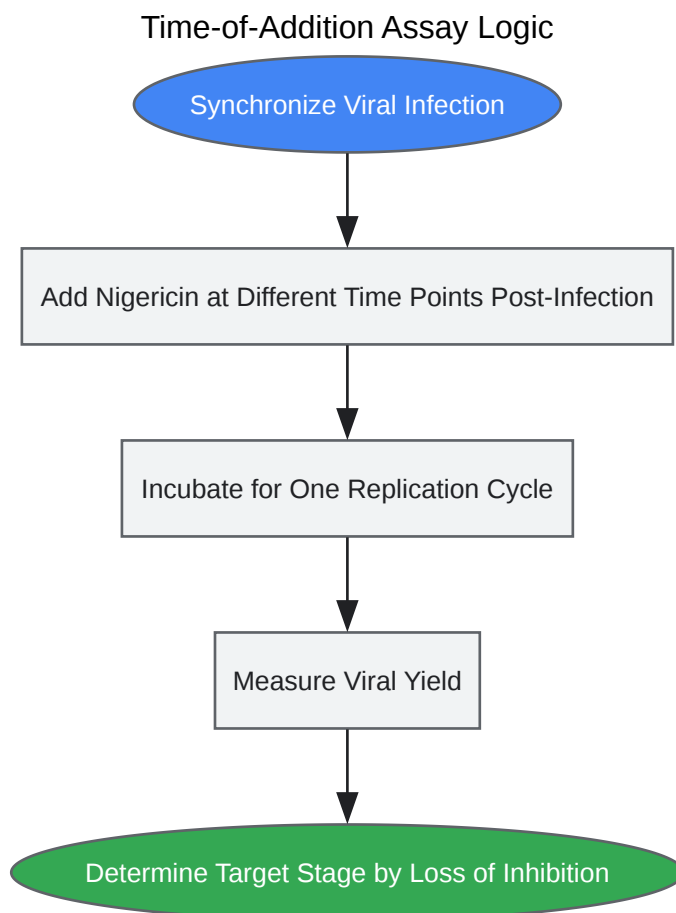 Time-of-Addition Assay Logic
Synchronize Viral Infection
Add Nigericin at Different Time Points Post-Infection
Incubate for One Replication Cycle
Measure Viral Yield
Determine Target Stage by Loss of Inhibition